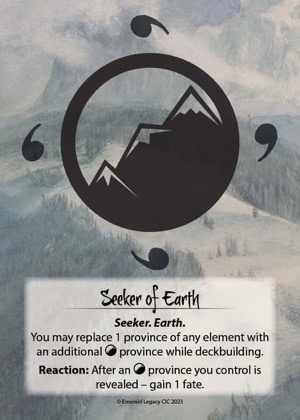 Seeker of Earth
Seeker. Earth.
You may replace 1 province of any element with
an additional province while deckbuilding.
Reaction: After an province you control is
revealed – gain 1 fate.
© Emerald Legacy CIC 2023